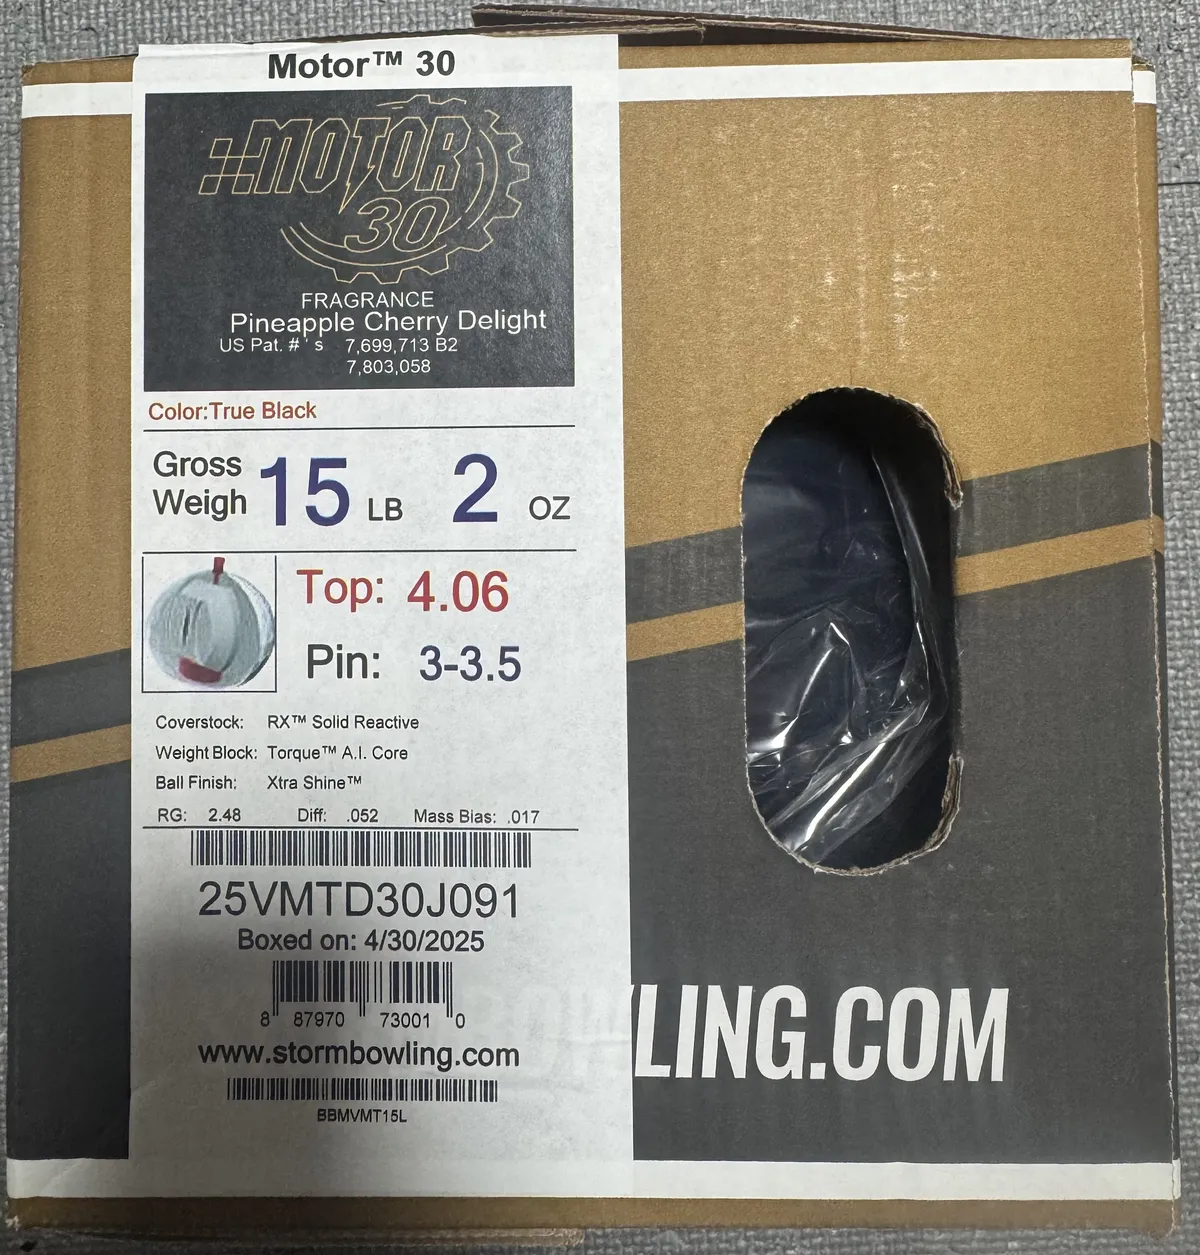 Motor™ 30
MOTOR
30
FRAGRANCE
Pineapple Cherry Delight
US Pat. # ' s 7,699,713 B2
7,803,058
Color:True Black
Gross
Weigh 15 LB 2 OZ
Top: 4.06
Pin: 3-3.5
Coverstock: RX™ Solid Reactive
Weight Block: Torque™ A.I. Core
Ball Finish: Xtra Shine™
RG: 2.48 Diff: .052 Mass Bias: .017
25VMTD30J091
Boxed on: 4/30/2025
8 87970 73001 0
www.stormbowling.com
BBMVMT15L
LING.COM